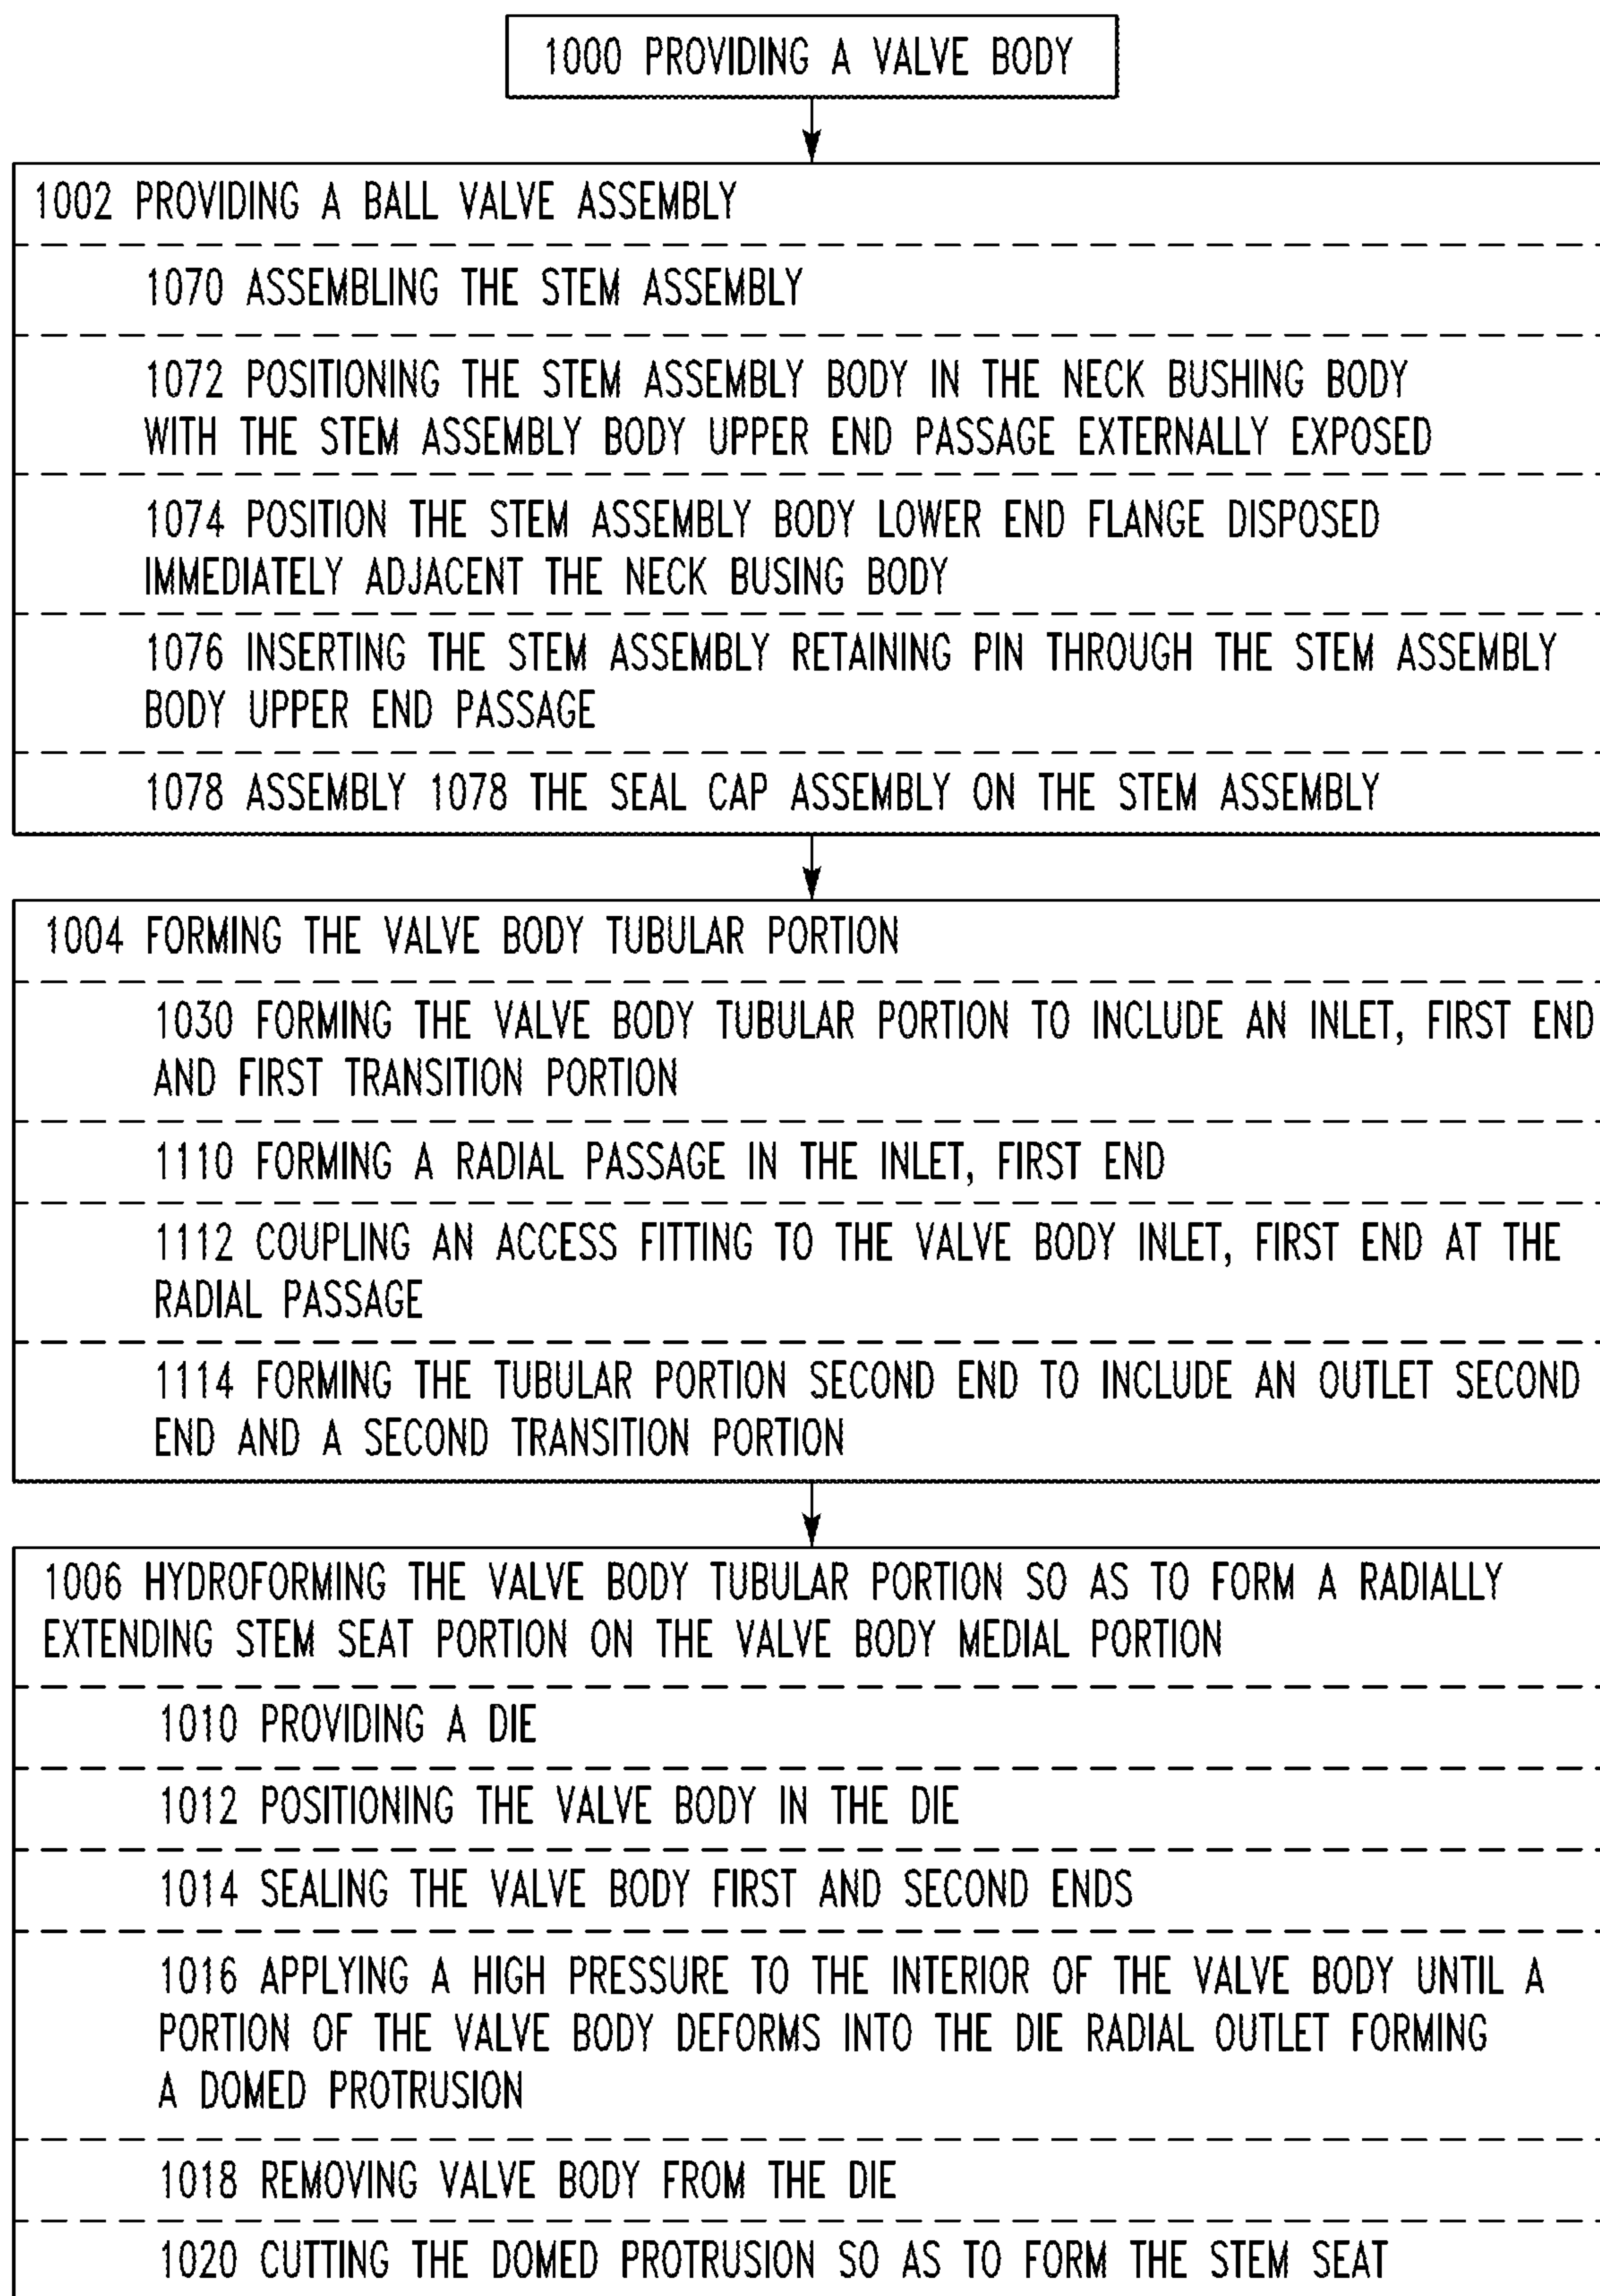 1000 PROVIDING A VALVE BODY
1002 PROVIDING A BALL VALVE ASSEMBLY
1070 ASSEMBLING THE STEM ASSEMBLY
1072 POSITIONING THE STEM ASSEMBLY BODY IN THE NECK BUSHING BODY
WITH THE STEM ASSEMBLY BODY UPPER END PASSAGE EXTERNALLY EXPOSED
1074 POSITION THE STEM ASSEMBLY BODY LOWER END FLANGE DISPOSED
IMMEDIATELY ADJACENT THE NECK BUSING BODY
1076 INSERTING THE STEM ASSEMBLY RETAINING PIN THROUGH THE STEM ASSEMBLY
BODY UPPER END PASSAGE
1078 ASSEMBLY 1078 THE SEAL CAP ASSEMBLY ON THE STEM ASSEMBLY
1004 FORMING THE VALVE BODY TUBULAR PORTION
1030 FORMING THE VALVE BODY TUBULAR PORTION TO INCLUDE AN INLET, FIRST END
AND FIRST TRANSITION PORTION
1110 FORMING A RADIAL PASSAGE IN THE INLET, FIRST END
1112 COUPLING AN ACCESS FITTING TO THE VALVE BODY INLET, FIRST END AT THE
RADIAL PASSAGE
1114 FORMING THE TUBULAR PORTION SECOND END TO INCLUDE AN OUTLET SECOND
END AND A SECOND TRANSITION PORTION
1006 HYDROFORMING THE VALVE BODY TUBULAR PORTION SO AS TO FORM A RADIALLY
EXTENDING STEM SEAT PORTION ON THE VALVE BODY MEDIAL PORTION
1010 PROVIDING A DIE
1012 POSITIONING THE VALVE BODY IN THE DIE
1014 SEALING THE VALVE BODY FIRST AND SECOND ENDS
1016 APPLYING A HIGH PRESSURE TO THE INTERIOR OF THE VALVE BODY UNTIL A
PORTION OF THE VALVE BODY DEFORMS INTO THE DIE RADIAL OUTLET FORMING
A DOMED PROTRUSION
1018 REMOVING VALVE BODY FROM THE DIE
1020 CUTTING THE DOMED PROTRUSION SO AS TO FORM THE STEM SEAT